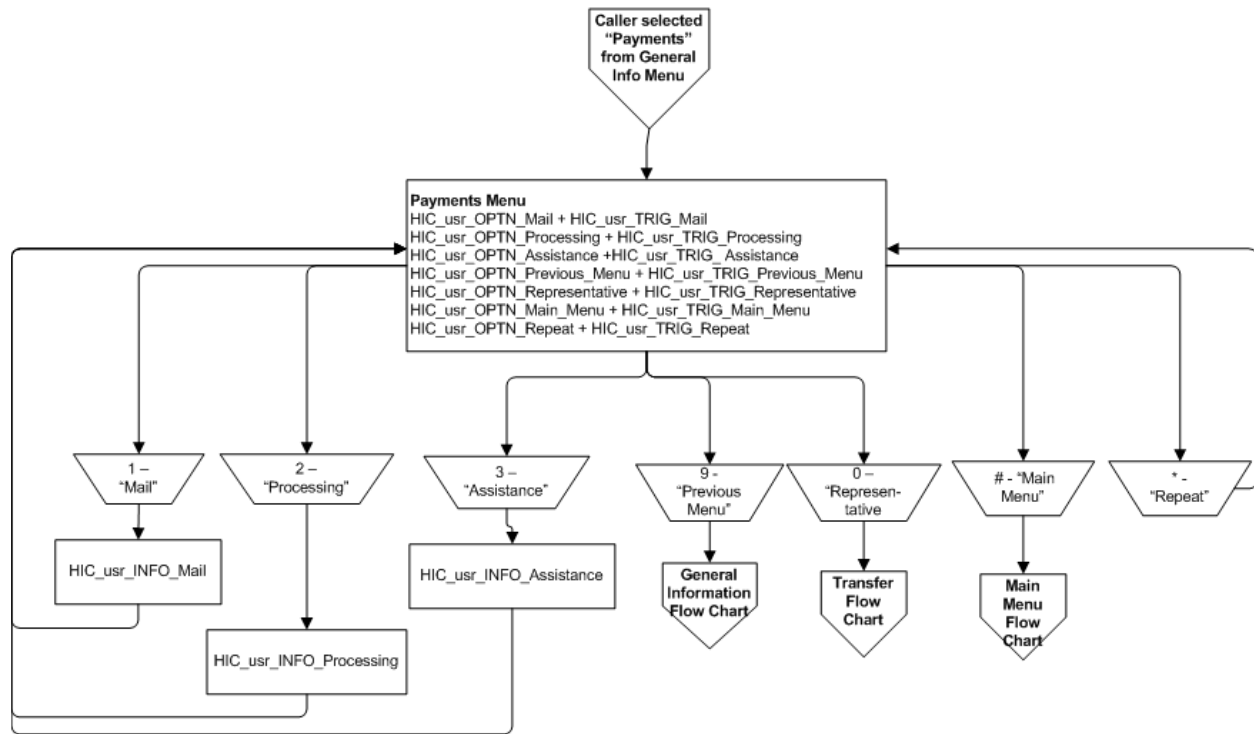 Caller selected
“Payments”
from General
Info Menu
Payments Menu
HIC_usr_OPTN_Mail + HIC_usr_TRIG_Mail
HIC_usr_OPTN_Processing + HIC_usr_TRIG_Processing
HIC_usr_OPTN_Assistance +HIC_usr_TRIG_ Assistance
HIC_usr_OPTN_Previous_Menu + HIC_usr_TRIG_Previous_Menu
HIC_usr_OPTN_Representative + HIC_usr_TRIG_Representative
HIC_usr_OPTN_Main_Menu + HIC_usr_TRIG_Main_Menu
HIC_usr_OPTN_Repeat + HIC_usr_TRIG_Repeat
1 –
“Mail”
2 –
“Processing”
3 –
“Assistance”
9 -
“Previous
Menu”
0 –
“Represen-
tative
# - “Main
Menu”
* -
“Repeat”
HIC_usr_INFO_Mail
HIC_usr_INFO_Processing
HIC_usr_INFO_Assistance
General
Information
Flow Chart
Transfer
Flow
Chart
Main
Menu
Flow
Chart